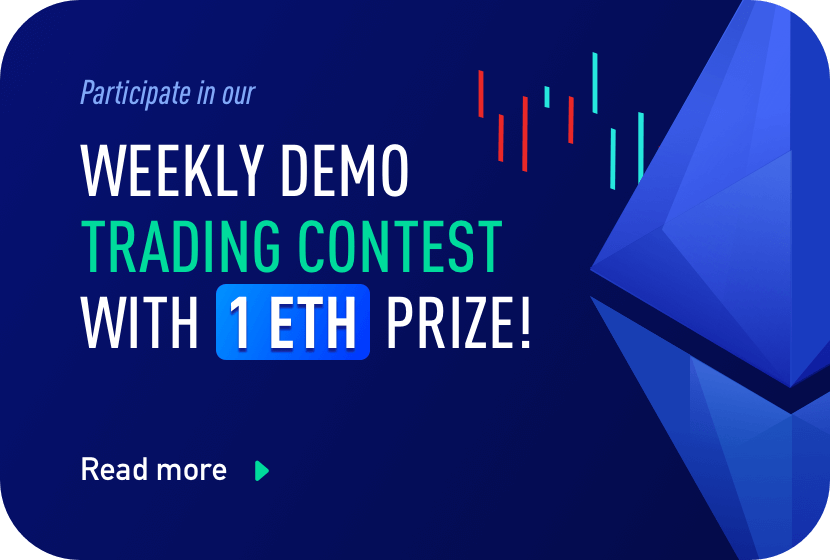 Participate in our
WEEKLY DEMO
TRADING CONTEST
WITH 1 ETH PRIZE!
Read more